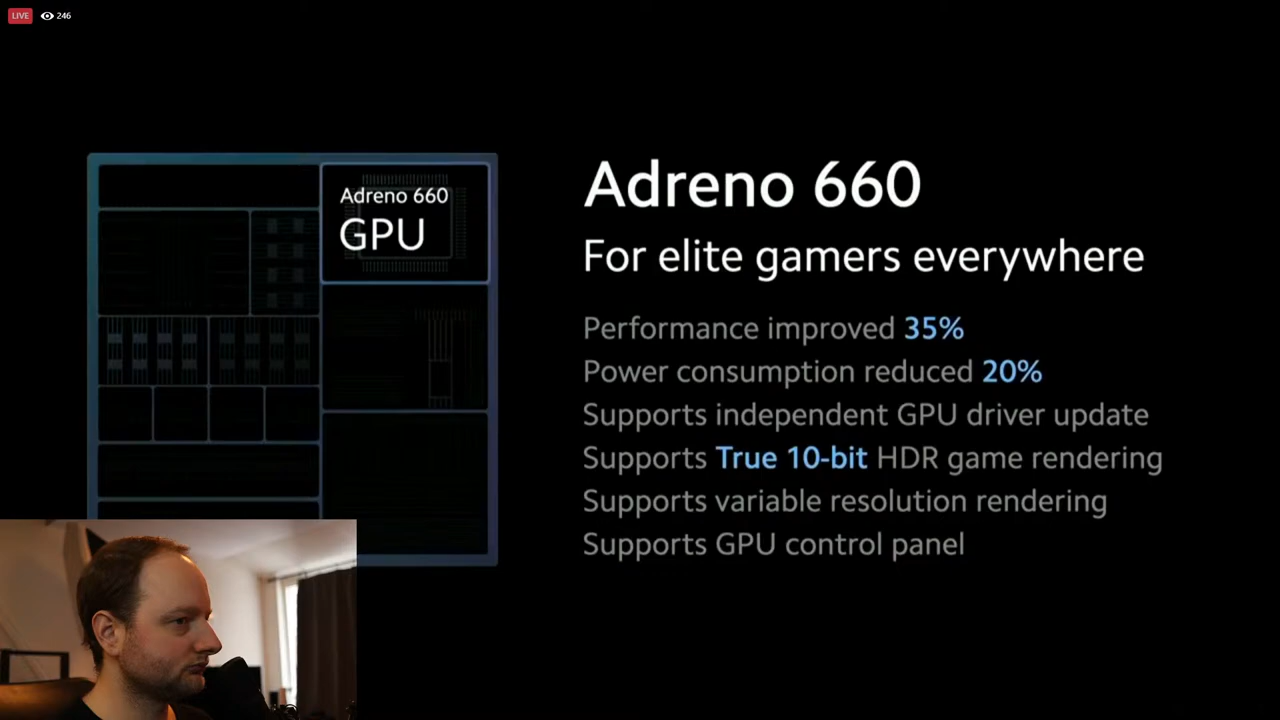 LIVE 246
Adreno 660
GPU
Adreno 660
For elite gamers everywhere
Performance improved 35%
Power consumption reduced 20%
Supports independent GPU driver update
Supports True 10-bit HDR game rendering
Supports variable resolution rendering
Supports GPU control panel